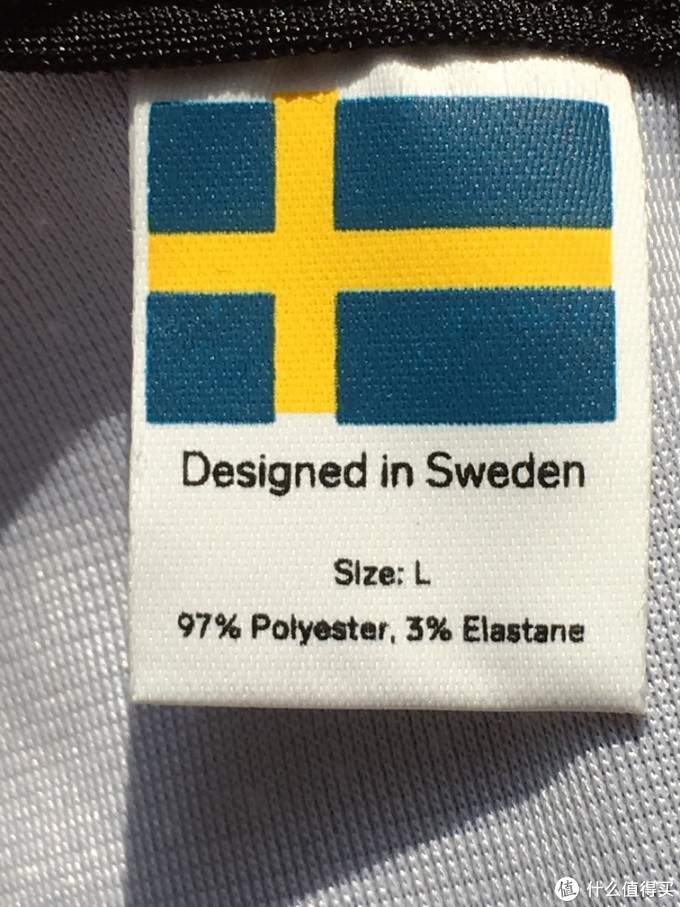 Designed in Sweden
Size: L
97% Polyester, 3% Elastane
值 什么值得买